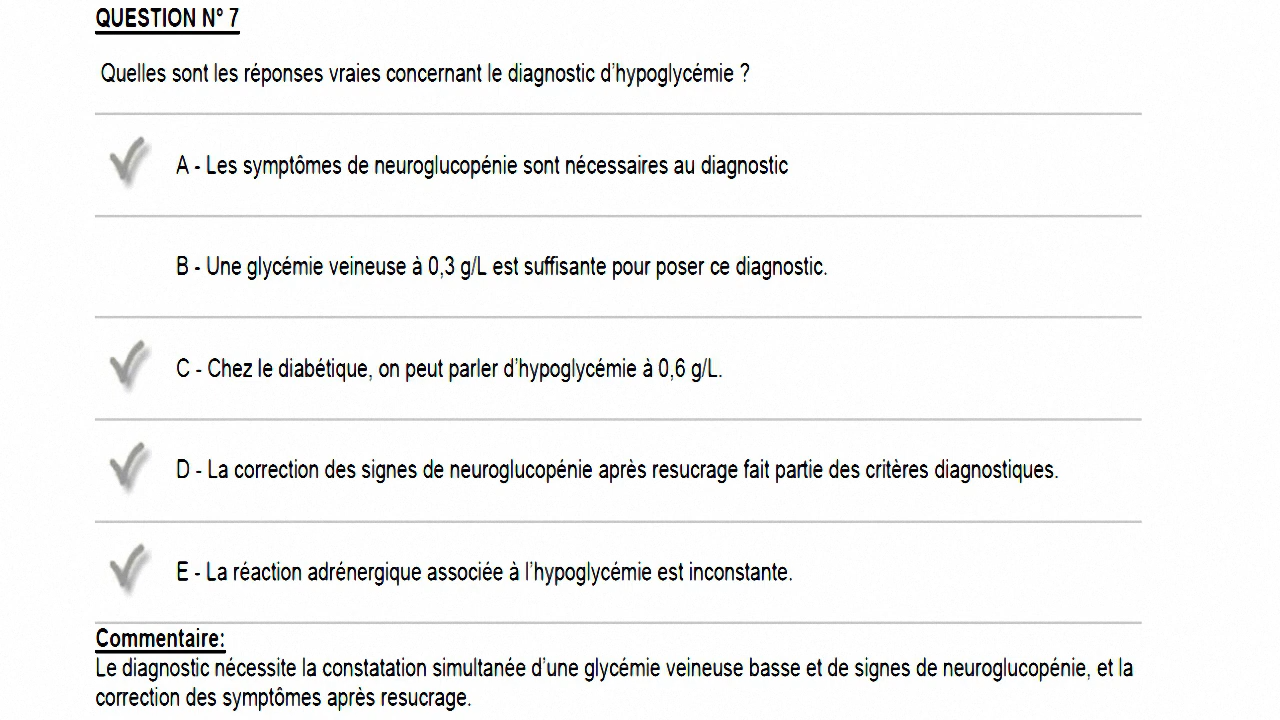 QUESTION N° 7
Quelles sont les réponses vraies concernant le diagnostic d'hypoglycémie ?
A - Les symptômes de neuroglucopénie sont nécessaires au diagnostic
B - Une glycémie veineuse à 0,3 g/L est suffisante pour poser ce diagnostic.
C - Chez le diabétique, on peut parler d'hypoglycémie à 0,6 g/L.
D - La correction des signes de neuroglucopénie après resucrage fait partie des critères diagnostiques.
E - La réaction adrénergique associée à l'hypoglycémie est inconstante.
Commentaire:
Le diagnostic nécessite la constatation simultanée d'une glycémie veineuse basse et de signes de neuroglucopénie, et la
correction des symptômes après resucrage.